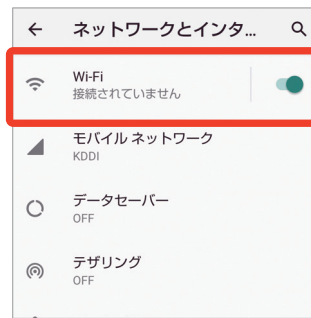 ネットワークとインタ...
Wi-Fi
接続されていません
モバイル ネットワーク
KDDI
データセーバー
OFF
テザリング
OFF